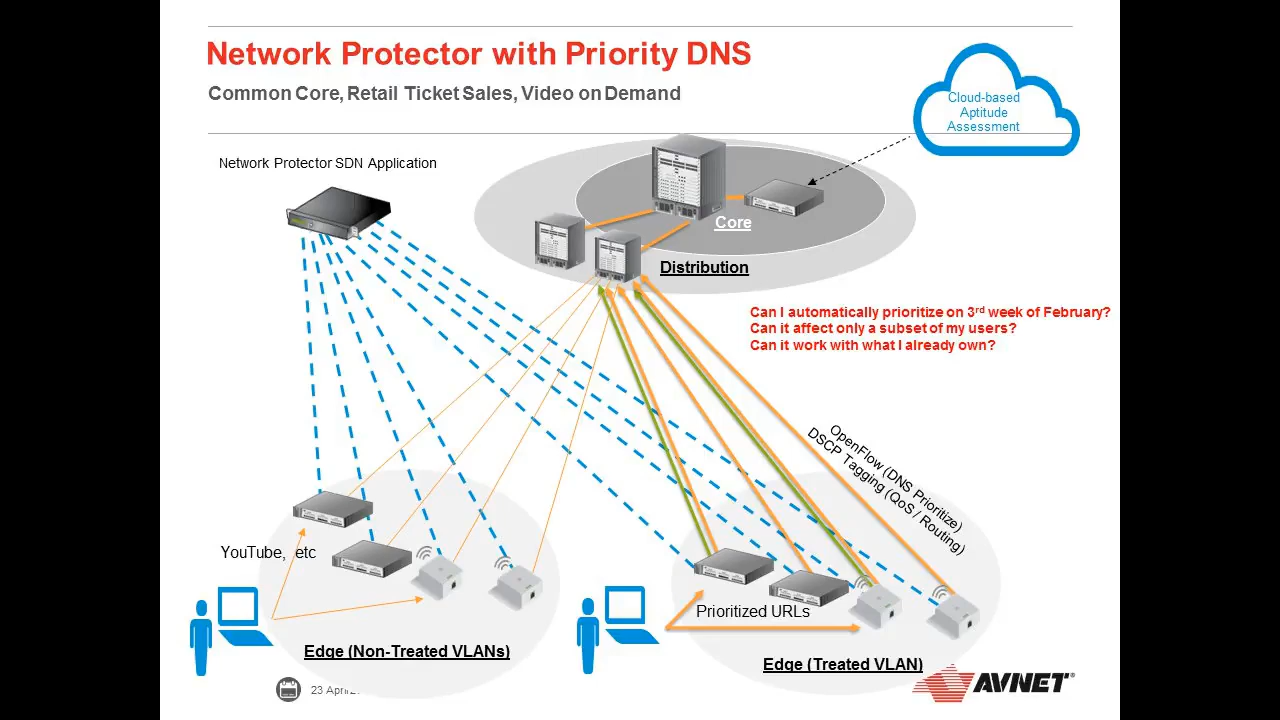 Network Protector with Priority DNS
Common Core, Retail Ticket Sales, Video on Demand
Cloud-based
Aptitude
Assessment
Network Protector SDN Application
Core
Distribution
Can I automatically prioritize on 3rd week of February?
Can it affect only a subset of my users?
Can it work with what I already own?
OpenFlow (DNS Prioritize)
DSCP Tagging (QoS / Routing)
YouTube, etc
Prioritized URLs
Edge (Non-Treated VLANs)
Edge (Treated VLAN)
23 April
AVNET